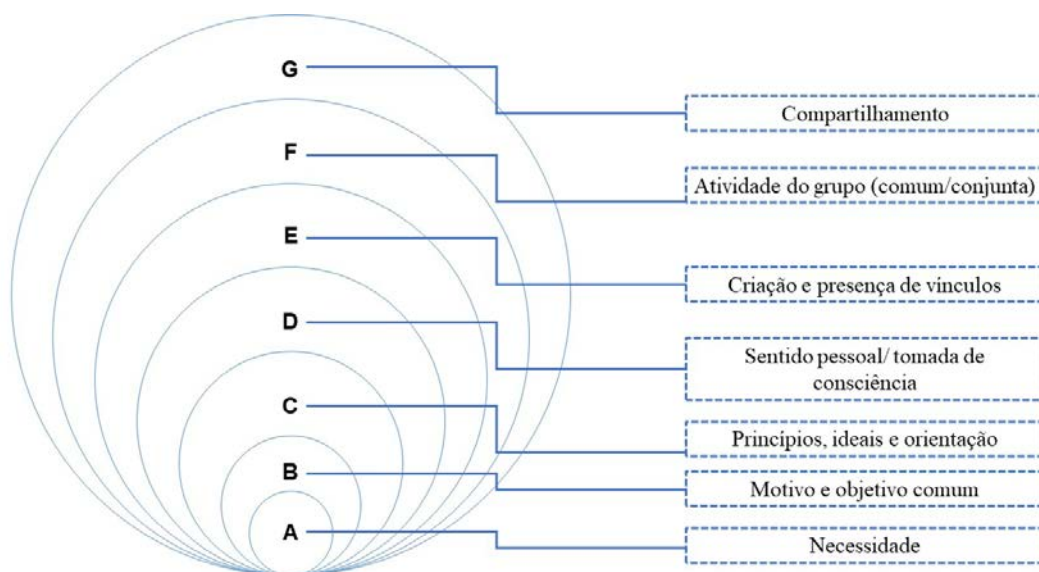 G
Compartilhamento
F
Atividade do grupo (comum/conjunta)
E
Criação e presença de vínculos
D
Sentido pessoal/ tomada de
consciência
C
Princípios, ideais e orientação
B
Motivo e objetivo comum
A
Necessidade